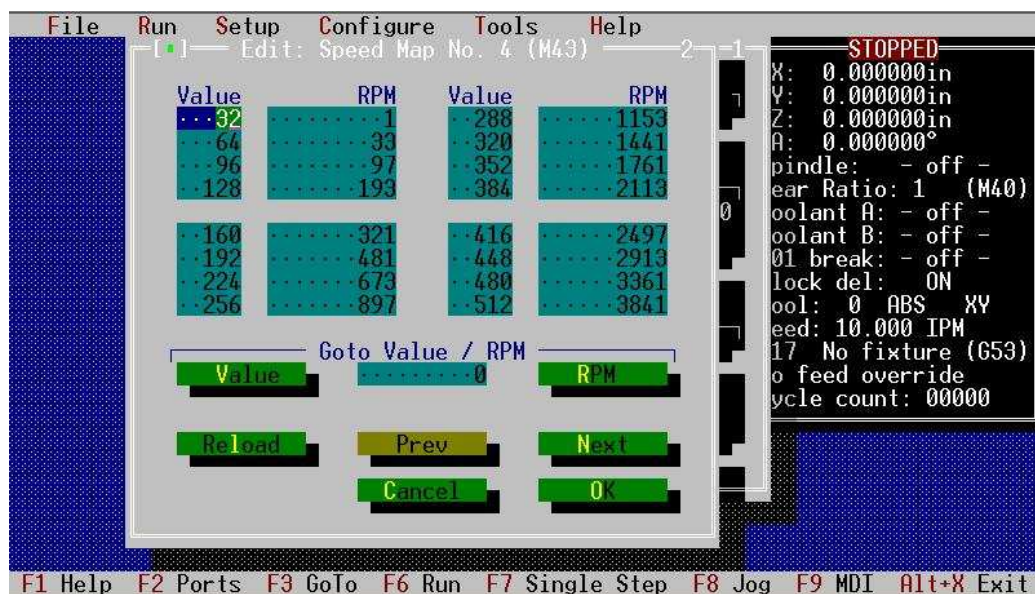 File Run Setup Configure Tools Help
[▪] Edit: Speed Map No. 4 (M43) 2 1
Value RPM Value RPM
···32 ·········1 ··288 ······1153
···64 ········33 ··320 ······1441
···96 ········97 ··352 ······1761
··128 ·······193 ··384 ······2113
··160 ·······321 ··416 ······2497
··192 ·······481 ··448 ······2913
··224 ·······673 ··480 ······3361
··256 ·······897 ··512 ······3841
Goto Value / RPM
Value ·········0 RPM
Reload Prev Next
Cancel OK
0
STOPPED
X: 0.000000in
Y: 0.000000in
Z: 0.000000in
A: 0.000000°
pindle: - off -
ear Ratio: 1 (M40)
oolant A: - off -
oolant B: - off -
01 break: - off -
lock del: ON
ool: 0 ABS XY
eed: 10.000 IPM
17 No fixture (G53)
o feed override
ycle count: 00000
F1 Help F2 Ports F3 GoTo F6 Run F7 Single Step F8 Jog F9 MDI Alt+X Exit